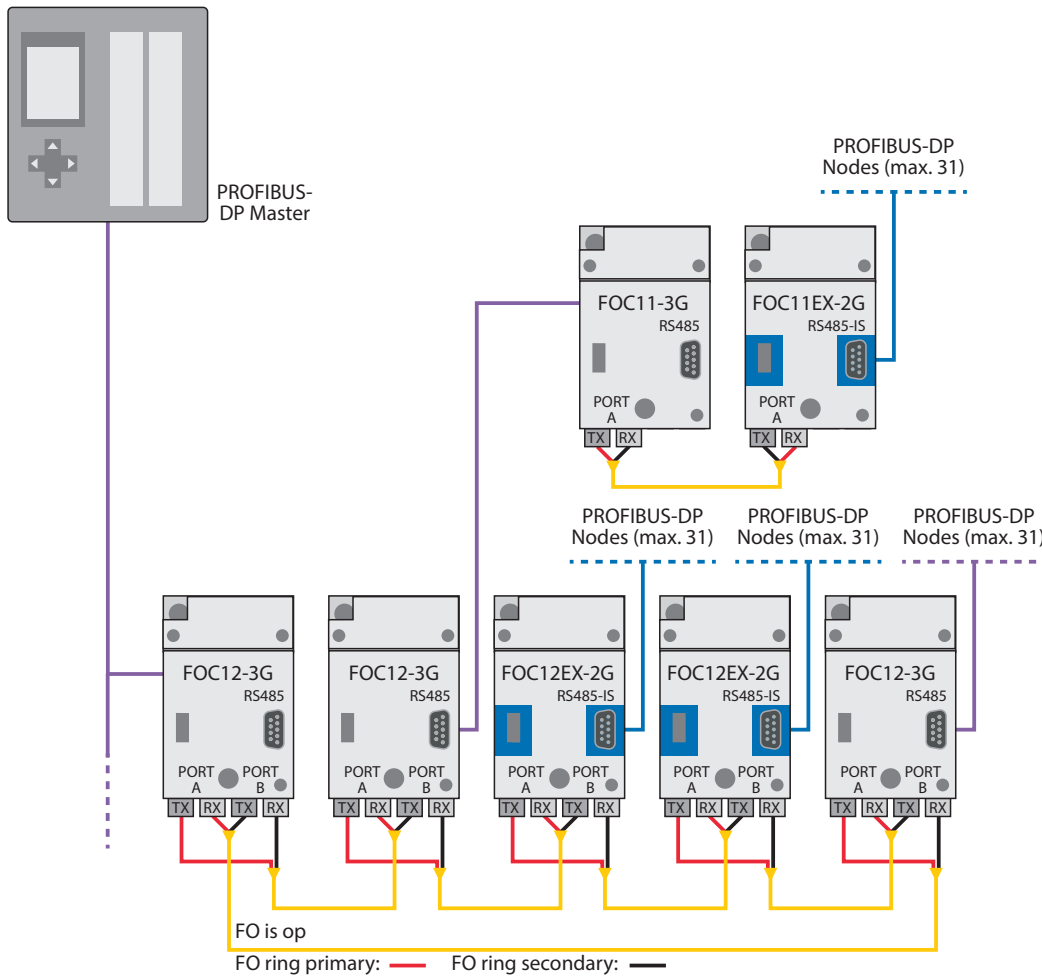 PROFIBUS-
DP Master
PROFIBUS-DP
Nodes (max. 31)
FOC11-3G
RS485
PORT
A
TX
RX
FOC11EX-2G
RS485-IS
PORT
A
TX
RX
PROFIBUS-DP
Nodes (max. 31)
PROFIBUS-DP
Nodes (max. 31)
PROFIBUS-DP
Nodes (max. 31)
FOC12-3G
RS485
PORT
A
PORT
B
TX
RX
TX
RX
FOC12-3G
RS485
PORT
A
PORT
B
TX
RX
TX
RX
FOC12EX-2G
RS485-IS
PORT
A
PORT
B
TX
RX
TX
RX
FOC12EX-2G
RS485-IS
PORT
A
PORT
B
TX
RX
TX
RX
FOC12-3G
RS485
PORT
A
PORT
B
TX
RX
TX
RX
FO is op
FO ring primary:
FO ring secondary: